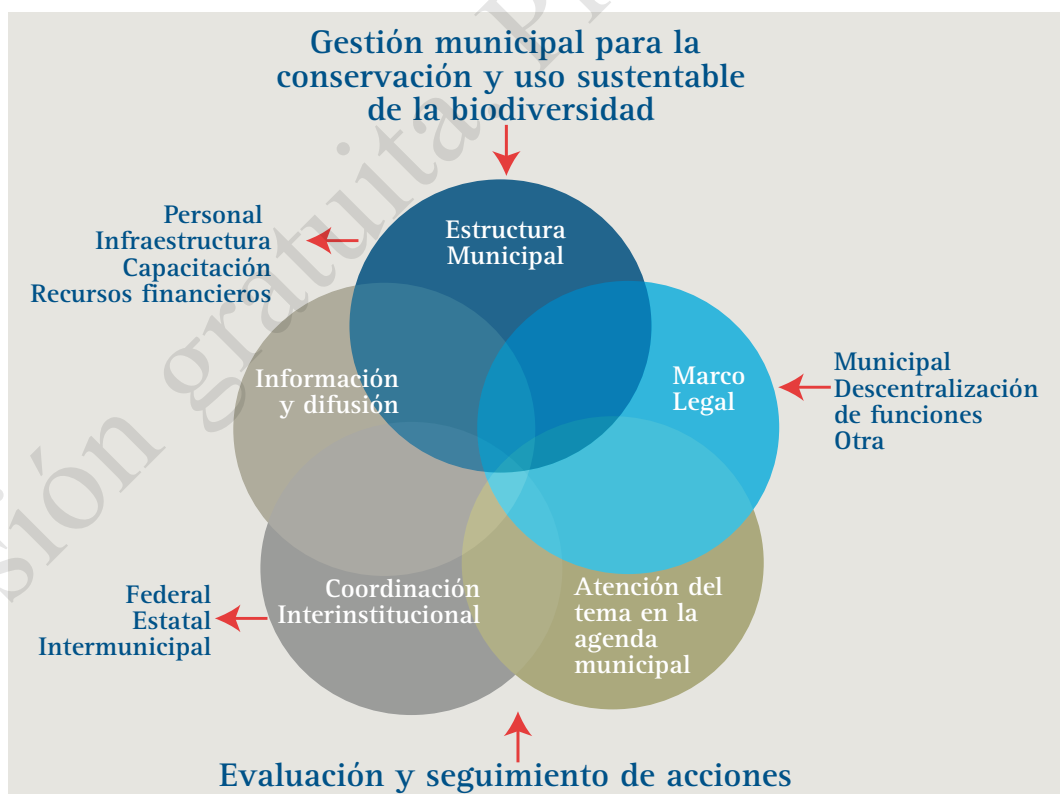 Gestión municipal para la
conservación y uso sustentable
de la biodiversidad
Personal
Infraestructura
Capacitación
Recursos financieros
Estructura
Municipal
Información
y difusión
Marco
Legal
Municipal
Descentralización
de funciones
Otra
Federal
Estatal
Intermunicipal
Coordinación
Interinstitucional
Atención del
tema en la
agenda
municipal
Evaluación y seguimiento de acciones
gratuita.